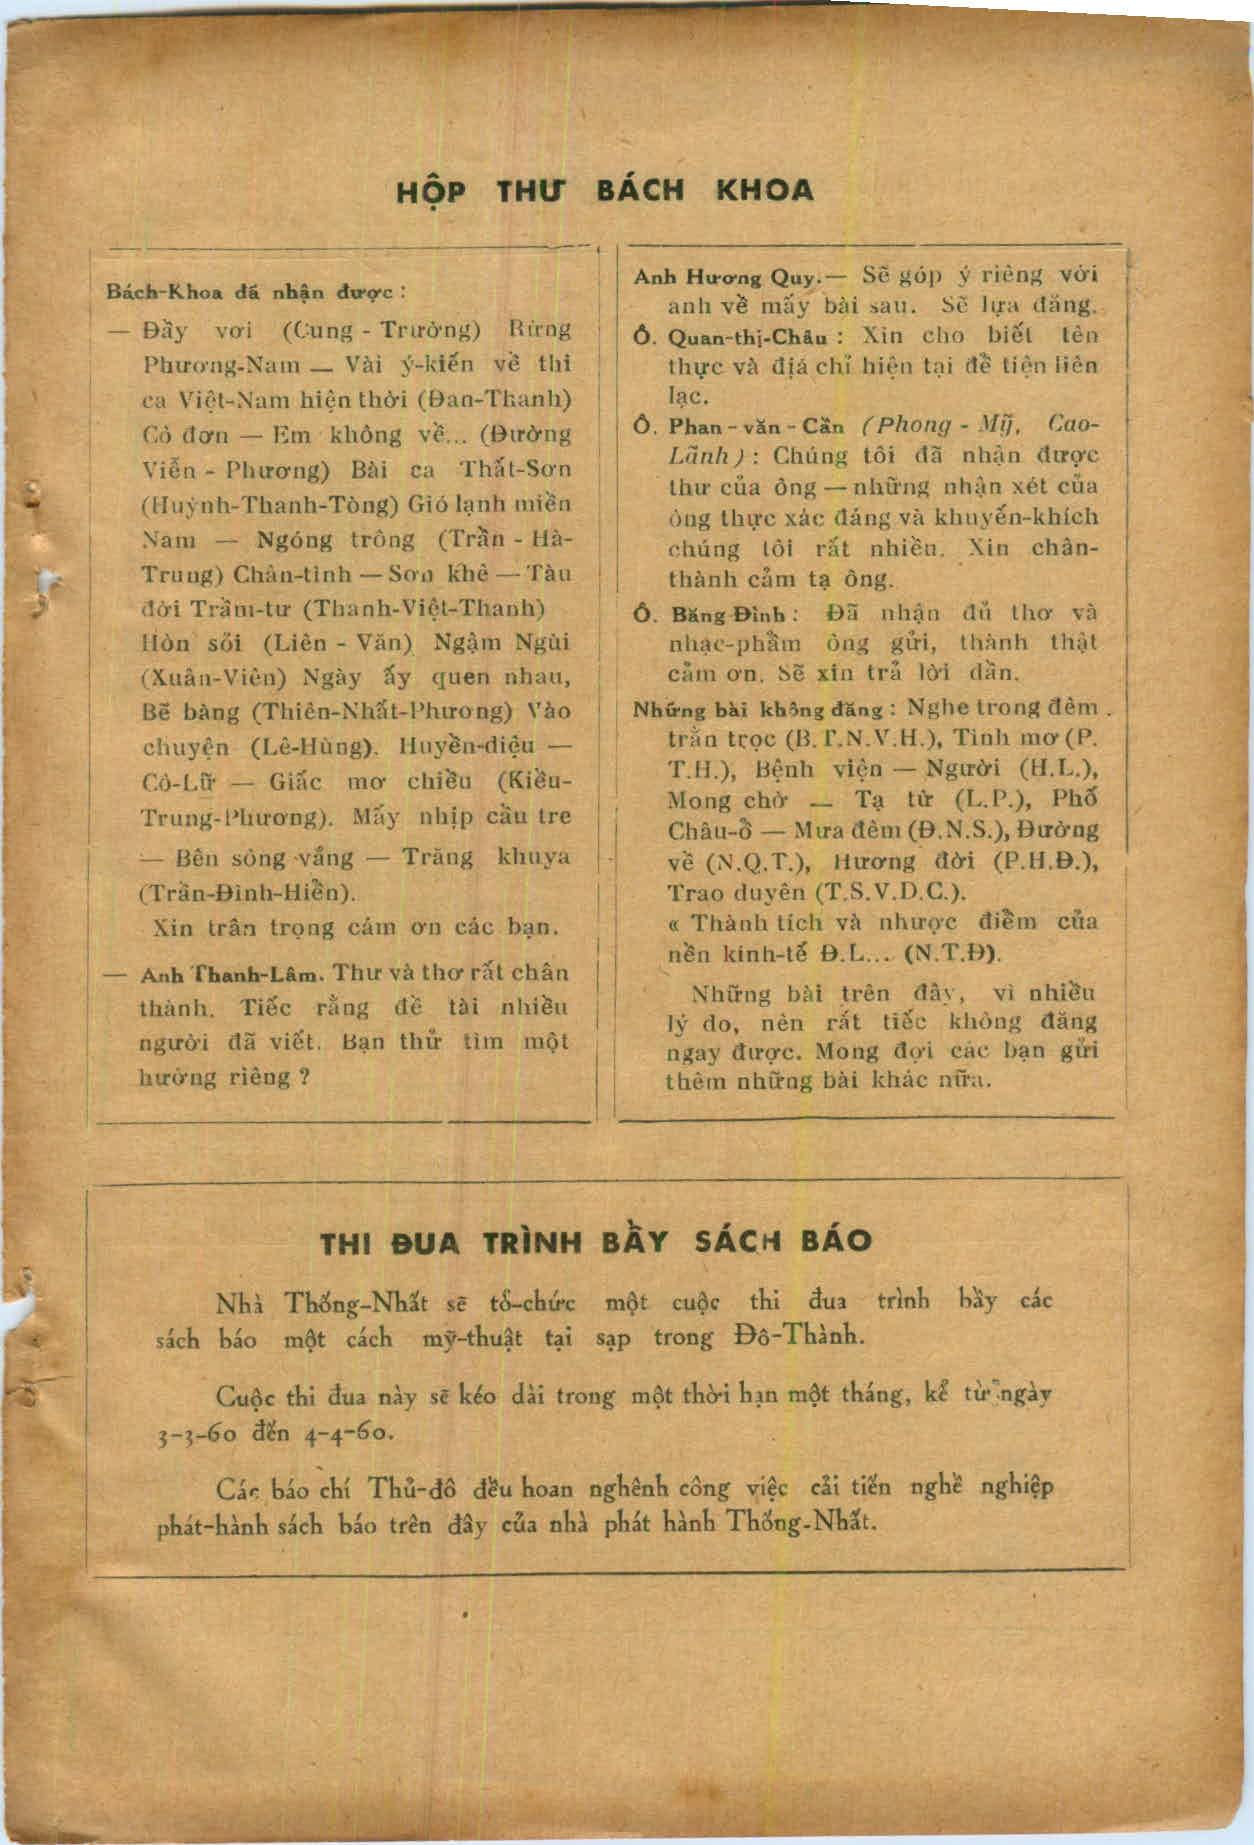 HỘP THƯ BÁCH KHOA
Bách-Khoa đã nhận được :
— Đầy vơi (Cung - Trưởng) Rừng
Phương-Nam — Vài ý-kiến về thi
ca Việt-Nam hiện thời (Đan-Thanh)
Cô đơn — Em không về... (Đường
Viễn - Phương) Bài ca Thất-Sơn
(Huỳnh-Thanh-Tòng) Gió lạnh miền
Nam — Ngóng trông (Trần - Hà-
Trung) Chân-tình — Sơn khê — Tàu
đời Trầm-tư (Thanh-Việt-Thanh)
Hòn sỏi (Liên - Văn) Ngậm Ngùi
(Xuân-Viên) Ngày ấy quen nhau,
Bẽ bàng (Thiên-Nhất-Phương) Vào
chuyện (Lê-Hùng). Huyền-diệu —
Cô-Lữ — Giấc mơ chiều (Kiều-
Trung-Phương). Mấy nhịp cầu tre
— Bên sông vắng — Trăng khuya
(Trần-Đình-Hiền).
Xin trân trọng cám ơn các bạn.
— Anh Thanh-Lâm. Thư và thơ rất chân
thành. Tiếc rằng đề tài nhiều
người đã viết. Bạn thử tìm một
hướng riêng ?
Anh Hương Quy.— Sẽ góp ý riêng với
anh về mấy bài sau. Sẽ lựa đăng.
Ô. Quan-thị-Châu : Xin cho biết tên
thực và địa chỉ hiện tại để tiện liên
lạc.
Ô. Phan - văn - Cần (Phong - Mỹ, Cao-
Lãnh) : Chúng tôi đã nhận được
thư của ông — những nhận xét của
ông thực xác đáng và khuyến-khích
chúng tôi rất nhiều. Xin chân-
thành cảm tạ ông.
Ô. Băng Đình : Đã nhận đủ thơ và
nhạc-phẩm ông gửi, thành thật
cảm ơn. Sẽ xin trả lời dần.
Những bài không đăng : Nghe trong đêm
trằn trọc (B.T.N.V.H.), Tình mơ (P.
T.H.), Bệnh viện — Người (H.L.),
Mong chờ — Tạ từ (L.P.), Phố
Châu-ổ — Mưa đêm (Đ.N.S.), Đường
về (N.Q.T.), Hương đời (P.H.Đ.),
Trao duyên (T.S.V.D.C.).
« Thành tích và nhược điểm của
nền kinh-tế Đ.L... (N.T.Đ).
Những bài trên đây, vì nhiều
lý do, nên rất tiếc không đăng
ngay được. Mong đợi các bạn gửi
thêm những bài khác nữa.
THI ĐUA TRÌNH BẦY SÁCH BÁO
Nhà Thống-Nhất sẽ tổ-chức một cuộc thi đua trình bầy các
sách báo một cách mỹ-thuật tại sạp trong Đô-Thành.
Cuộc thi đua này sẽ kéo dài trong một thời hạn một tháng, kể từ ngày
3-3-60 đến 4-4-60.
Các báo chí Thủ-đô đều hoan nghênh công việc cải tiến nghề nghiệp
phát-hành sách báo trên đây của nhà phát hành Thống-Nhất.